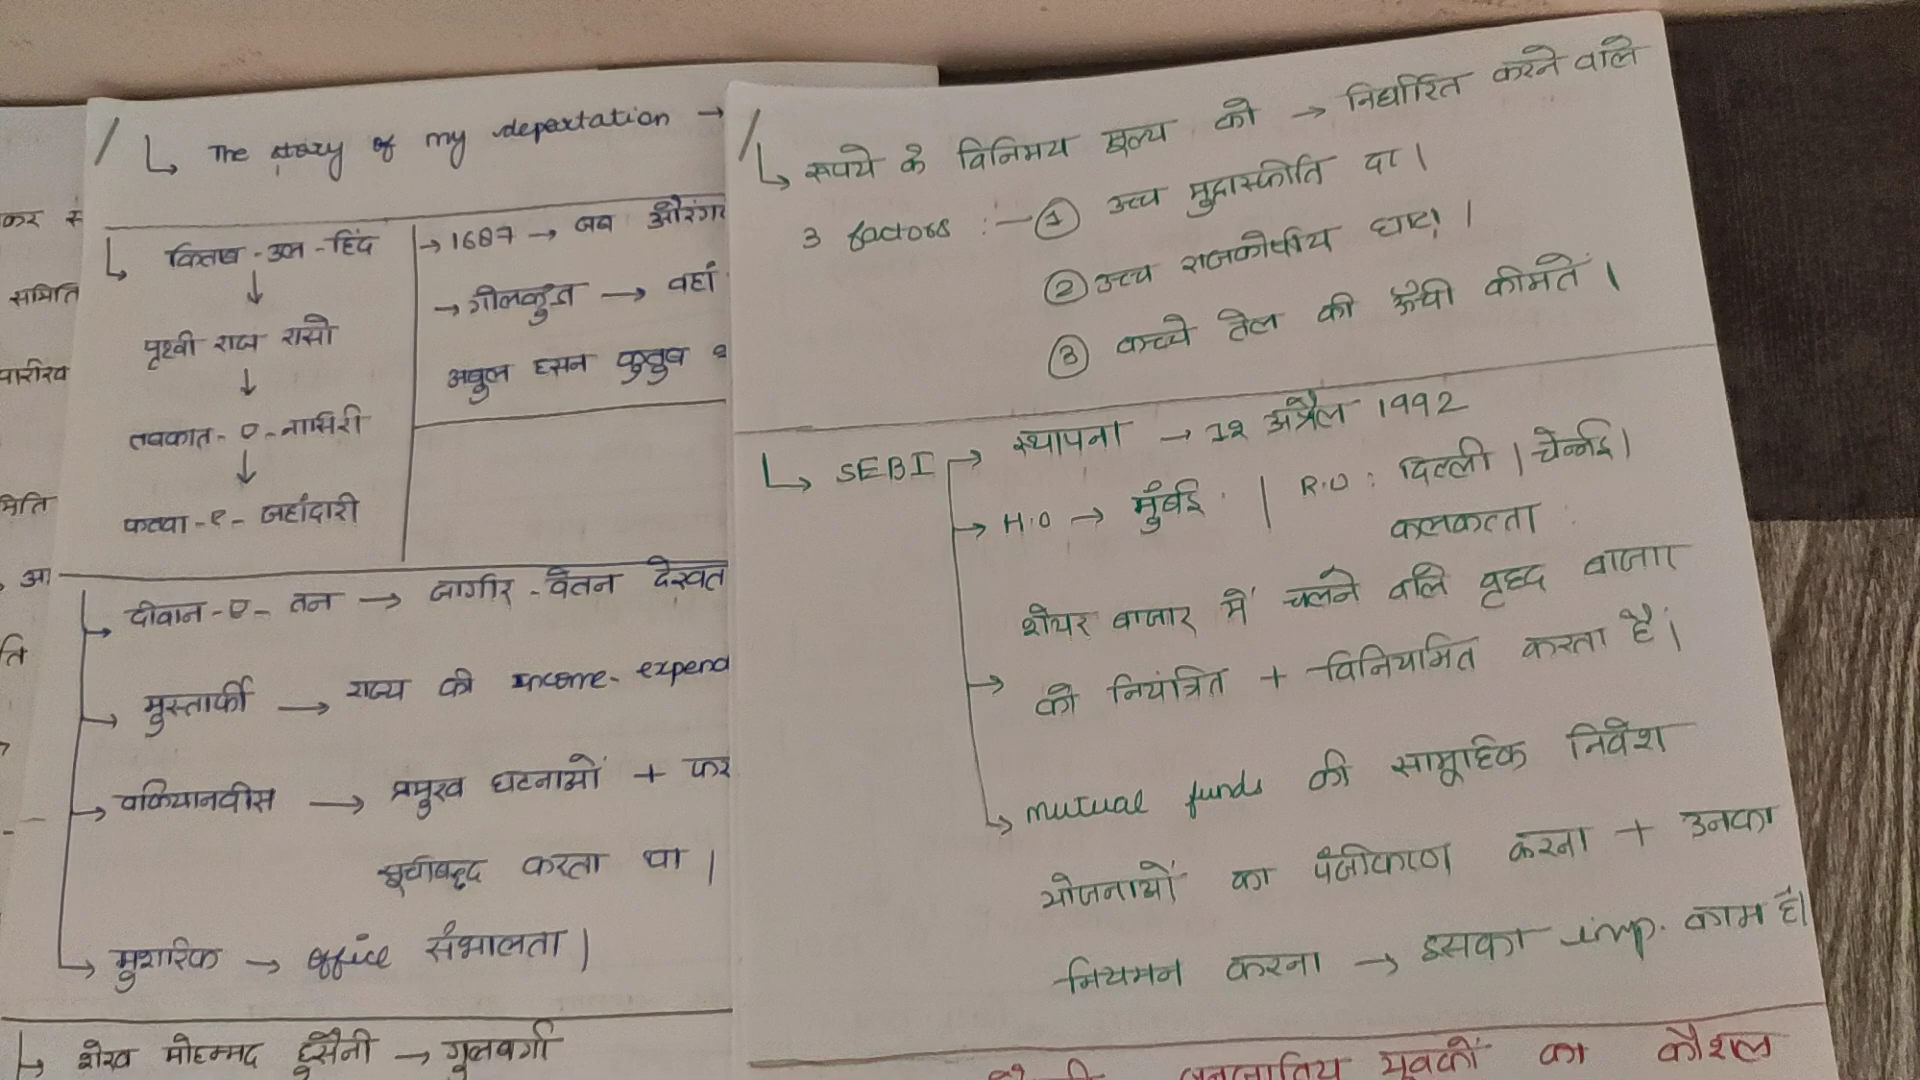 The story of my deportation →
किताब-उल-हिंद
↓
पृथ्वी राज रासो
↓
तबकात-ए-नासिरी
↓
फतवा-ए-जहांदारी
→ 1687 → जब औरंग
→ गोलकुंडा → वहां
अबुल हसन कुतुब
दीवान-ए-तन → जागीर-वेतन देखत
मुस्तार्फी → राज्य की income-expend
वकियानवीस → प्रमुख घटनाओं + फर
सूचीबद्ध करता था |
मुशरिफ → office संभालता |
शेख मोहम्मद हुसैनी → गुलबर्गा
कर स
समिति
पारीख
मिति
आ
ति
रूपये के विनिमय मूल्य को → निर्धारित करने वाले
3 factors :- ① उच्च मुद्रास्फीति दर |
② उच्च राजकोषीय घाटा |
③ कच्चे तेल की ऊंची कीमतें |
SEBI → स्थापना → 12 अप्रैल 1992
→ H.O → मुंबई | R.O : दिल्ली | चेन्नई |
कलकत्ता
शेयर बाजार में चलने वाले वृहद बाजार
→ को नियंत्रित + विनियामित करता है |
→ mutual funds की सामूहिक निवेश
योजनायों का पंजीकरण करना + उनका
नियमन करना → इसका imp. काम है |
जनजातिय युवकों का कौशल